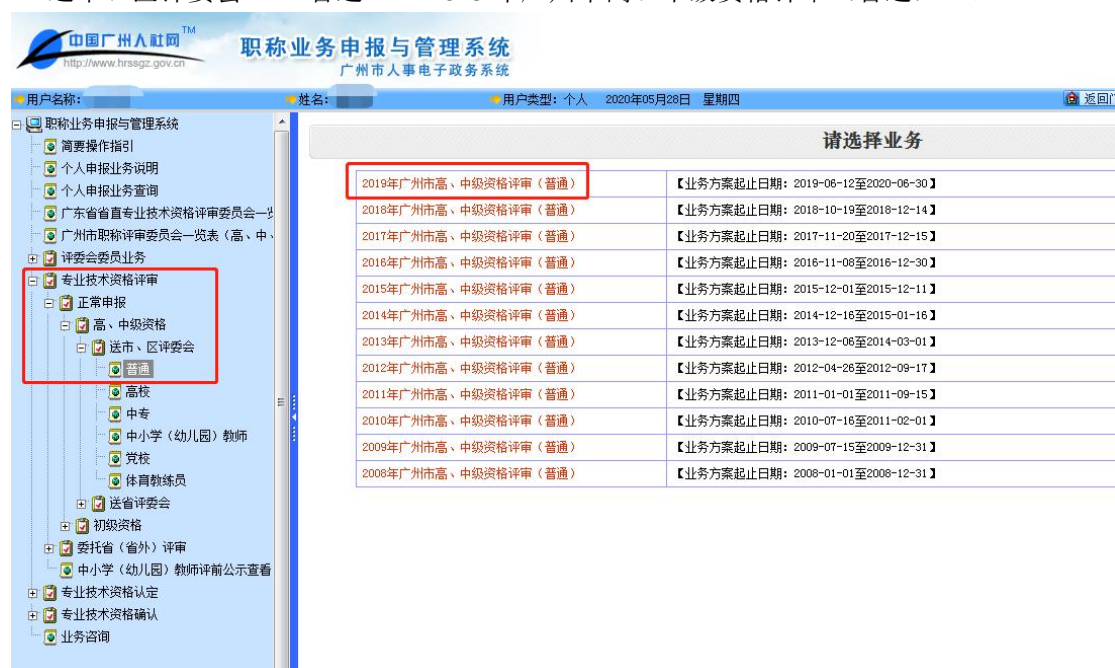 中国广州人社网 TM
http://www.hrssgz.gov.cn
职称业务申报与管理系统
广州市人事电子政务系统
用户名称: 姓名: 用户类型: 个人 2020年05月28日 星期四 返回门
职称业务申报与管理系统
简要操作指引
个人申报业务说明
个人申报业务查询
广东省省直专业技术资格评审委员会一
广州市职称评审委员会一览表（高、中、
评委会委员业务
专业技术资格评审
正常申报
高、中级资格
送市、区评委会
普通
高校
中专
中小学（幼儿园）教师
党校
体育教练员
送省评委会
初级资格
委托省（省外）评审
中小学（幼儿园）教师评前公示查看
专业技术资格认定
专业技术资格确认
业务咨询
请选择业务
2019年广州市高、中级资格评审（普通） 【业务方案起止日期: 2019-06-12至2020-06-30】
2018年广州市高、中级资格评审（普通） 【业务方案起止日期: 2018-10-19至2018-12-14】
2017年广州市高、中级资格评审（普通） 【业务方案起止日期: 2017-11-20至2017-12-15】
2016年广州市高、中级资格评审（普通） 【业务方案起止日期: 2016-11-08至2016-12-30】
2015年广州市高、中级资格评审（普通） 【业务方案起止日期: 2015-12-01至2015-12-11】
2014年广州市高、中级资格评审（普通） 【业务方案起止日期: 2014-12-16至2015-01-16】
2013年广州市高、中级资格评审（普通） 【业务方案起止日期: 2013-12-06至2014-03-01】
2012年广州市高、中级资格评审（普通） 【业务方案起止日期: 2012-04-26至2012-09-17】
2011年广州市高、中级资格评审（普通） 【业务方案起止日期: 2011-01-01至2011-09-15】
2010年广州市高、中级资格评审（普通） 【业务方案起止日期: 2010-07-16至2011-02-01】
2009年广州市高、中级资格评审（普通） 【业务方案起止日期: 2009-07-15至2009-12-31】
2008年广州市高、中级资格评审（普通） 【业务方案起止日期: 2008-01-01至2008-12-31】